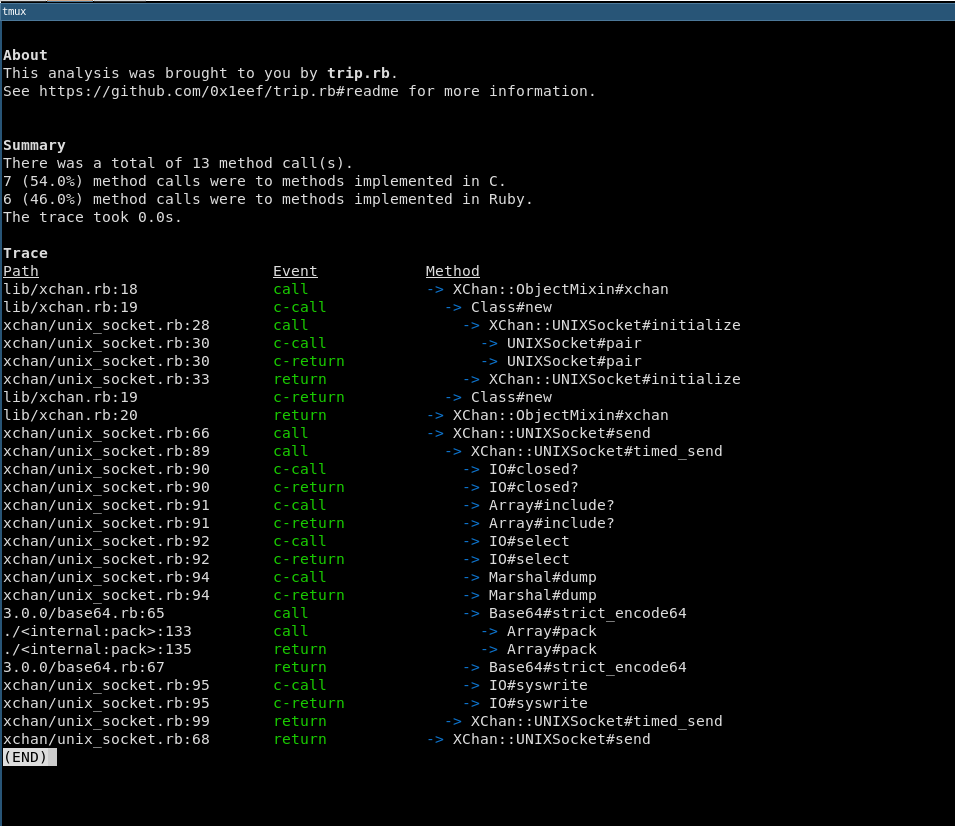 tmux
About
This analysis was brought to you by trip.rb.
See https://github.com/0x1eef/trip.rb#readme for more information.
Summary
There was a total of 13 method call(s).
7 (54.0%) method calls were to methods implemented in C.
6 (46.0%) method calls were to methods implemented in Ruby.
The trace took 0.0s.
Trace
Path Event Method
lib/xchan.rb:18 call -> XChan::ObjectMixin#xchan
lib/xchan.rb:19 c-call -> Class#new
xchan/unix_socket.rb:28 call -> XChan::UNIXSocket#initialize
xchan/unix_socket.rb:30 c-call -> UNIXSocket#pair
xchan/unix_socket.rb:30 c-return -> UNIXSocket#pair
xchan/unix_socket.rb:33 return -> XChan::UNIXSocket#initialize
lib/xchan.rb:19 c-return -> Class#new
lib/xchan.rb:20 return -> XChan::ObjectMixin#xchan
xchan/unix_socket.rb:66 call -> XChan::UNIXSocket#send
xchan/unix_socket.rb:89 call -> XChan::UNIXSocket#timed_send
xchan/unix_socket.rb:90 c-call -> IO#closed?
xchan/unix_socket.rb:90 c-return -> IO#closed?
xchan/unix_socket.rb:91 c-call -> Array#include?
xchan/unix_socket.rb:91 c-return -> Array#include?
xchan/unix_socket.rb:92 c-call -> IO#select
xchan/unix_socket.rb:92 c-return -> IO#select
xchan/unix_socket.rb:94 c-call -> Marshal#dump
xchan/unix_socket.rb:94 c-return -> Marshal#dump
3.0.0/base64.rb:65 call -> Base64#strict_encode64
./<internal:pack>:133 call -> Array#pack
./<internal:pack>:135 return -> Array#pack
3.0.0/base64.rb:67 return -> Base64#strict_encode64
xchan/unix_socket.rb:95 c-call -> IO#syswrite
xchan/unix_socket.rb:95 c-return -> IO#syswrite
xchan/unix_socket.rb:99 return -> XChan::UNIXSocket#timed_send
xchan/unix_socket.rb:68 return -> XChan::UNIXSocket#send
(END)